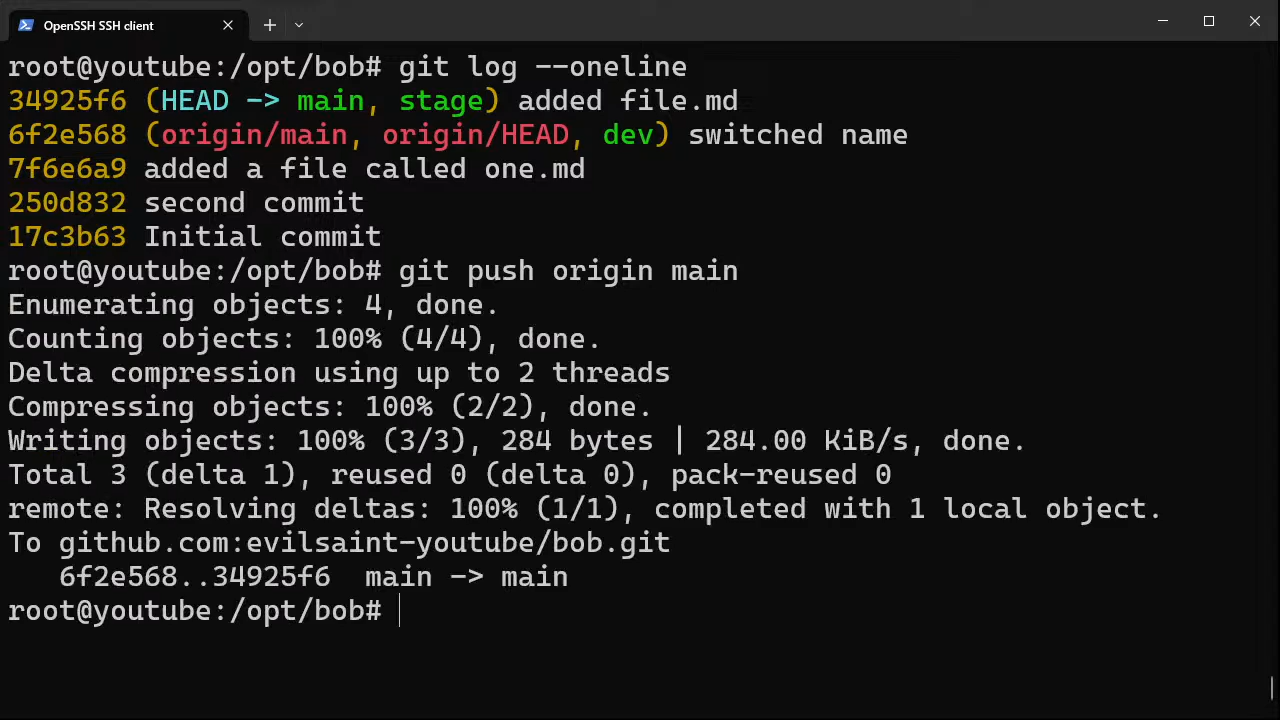 OpenSSH SSH client
root@youtube:/opt/bob# git log --oneline
34925f6 (HEAD -> main, stage) added file.md
6f2e568 (origin/main, origin/HEAD, dev) switched name
7f6e6a9 added a file called one.md
250d832 second commit
17c3b63 Initial commit
root@youtube:/opt/bob# git push origin main
Enumerating objects: 4, done.
Counting objects: 100% (4/4), done.
Delta compression using up to 2 threads
Compressing objects: 100% (2/2), done.
Writing objects: 100% (3/3), 284 bytes | 284.00 KiB/s, done.
Total 3 (delta 1), reused 0 (delta 0), pack-reused 0
remote: Resolving deltas: 100% (1/1), completed with 1 local object.
To github.com:evilsaint-youtube/bob.git
   6f2e568..34925f6  main -> main
root@youtube:/opt/bob#